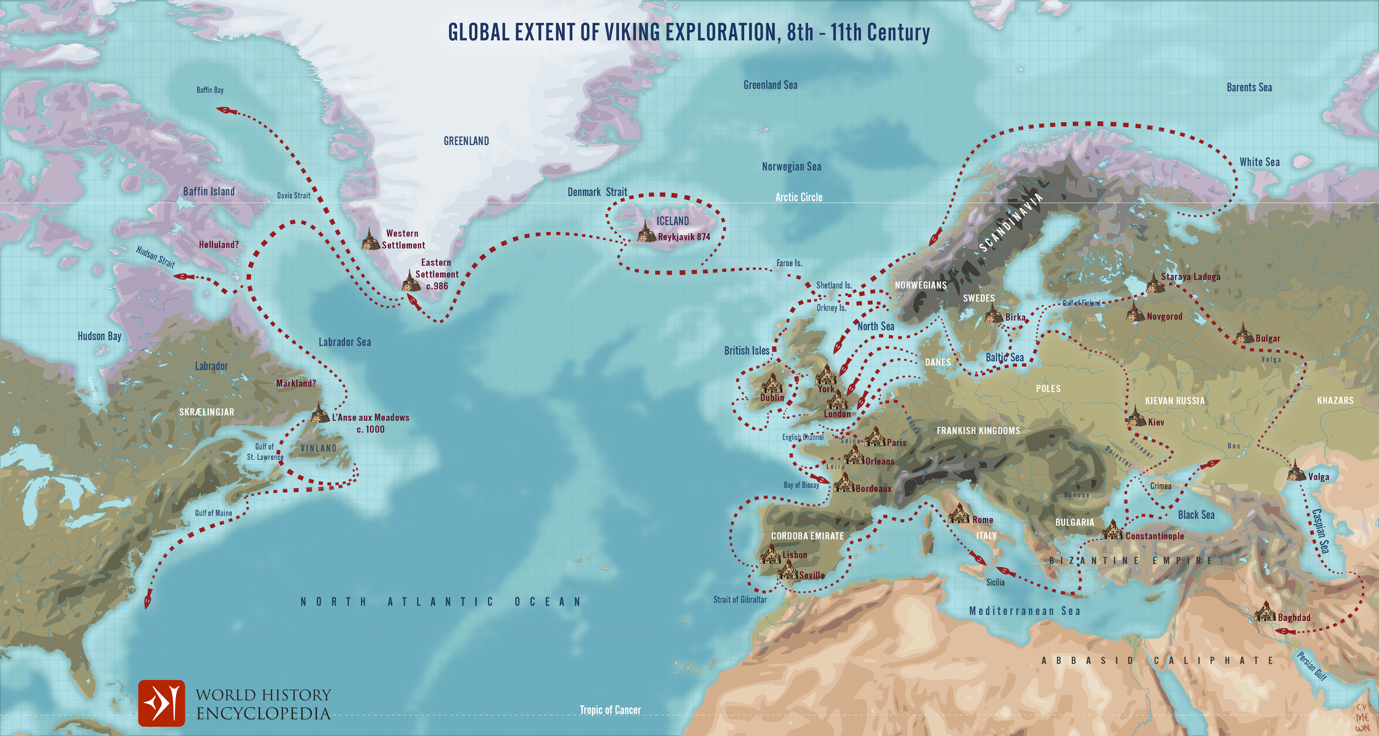 GLOBAL EXTENT OF VIKING EXPLORATION, 8th - 11th Century
Baffin Bay
Greenland Sea
Barents Sea
GREENLAND
White Sea
Norwegian Sea
Baffin Island
Davis Strait
Denmark Strait
Arctic Circle
SCANDINAVIA
ICELAND
Reykjavik 874
Western
Settlement
Helluland?
Hudson Strait
Eastern
Settlement
c.986
Faroe Is.
Shetland Is.
Orkney Is.
NORWEGIANS
SWEDES
Staraya Ladoga
Gulf of Finland
Birka
Novgorod
Hudson Bay
Labrador Sea
North Sea
Bulgar
Volga
British Isles
Baltic Sea
DANES
Labrador
Markland?
Dublin
York
London
POLES
KIEVAN RUSSIA
KHAZARS
SKRÆLINGJAR
L'Anse aux Meadows
c. 1000
Kiev
English Channel
Seine
Paris
FRANKISH KINGDOMS
Gulf of
St. Lawrence
VINLAND
Dnieper
Dniester
Don
Loire
Orleans
Bay of Biscay
Bordeaux
Crimea
Volga
Danube
Gulf of Maine
Black Sea
Caspian Sea
Rome
ITALY
BULGARIA
Constantinople
CORDOBA EMIRATE
Lisbon
Seville
BIZANTINE EMPIRE
Sicilia
NORTH ATLANTIC OCEAN
Strait of Gibraltar
Mediterranean Sea
Baghdad
ABBASID CALIPHATE
Persian Gulf
WORLD HISTORY
ENCYCLOPEDIA
Tropic of Cancer